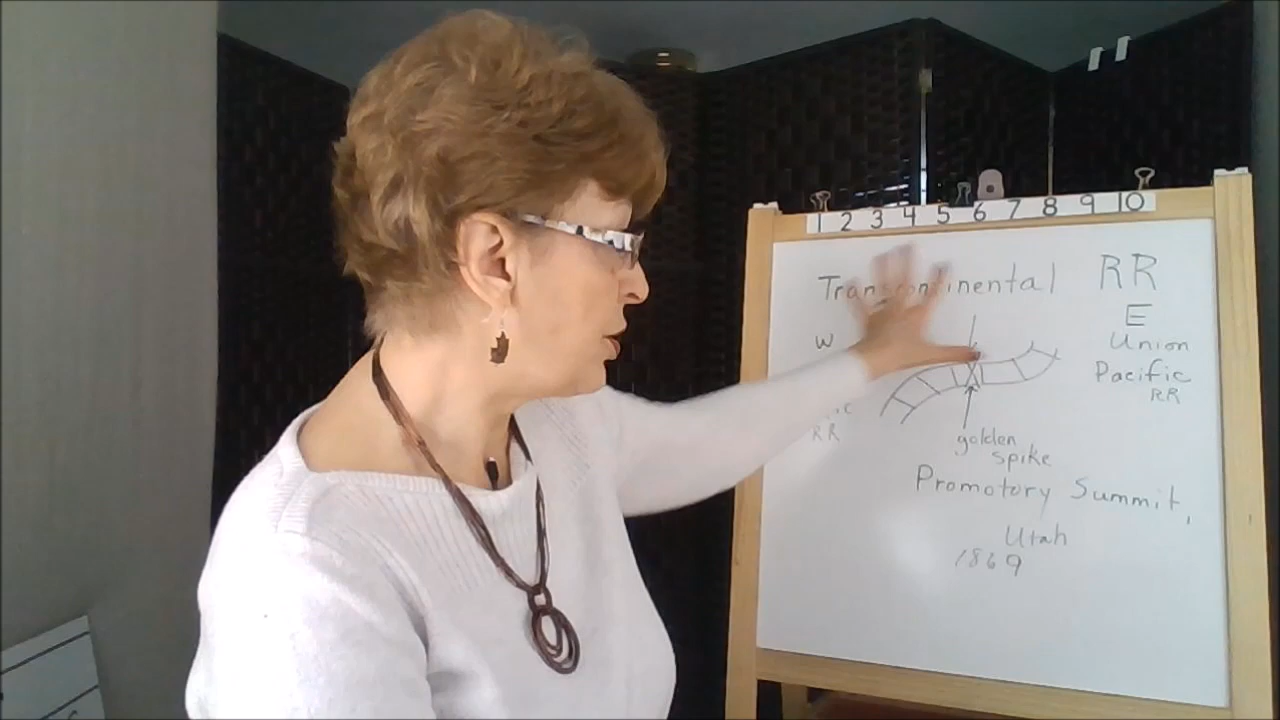 1 2 3 4 5 6 7 8 9 10
Transcontinental RR
W E
Union
Pacific
RR
RR
golden
spike
Promotory Summit,
Utah
1869